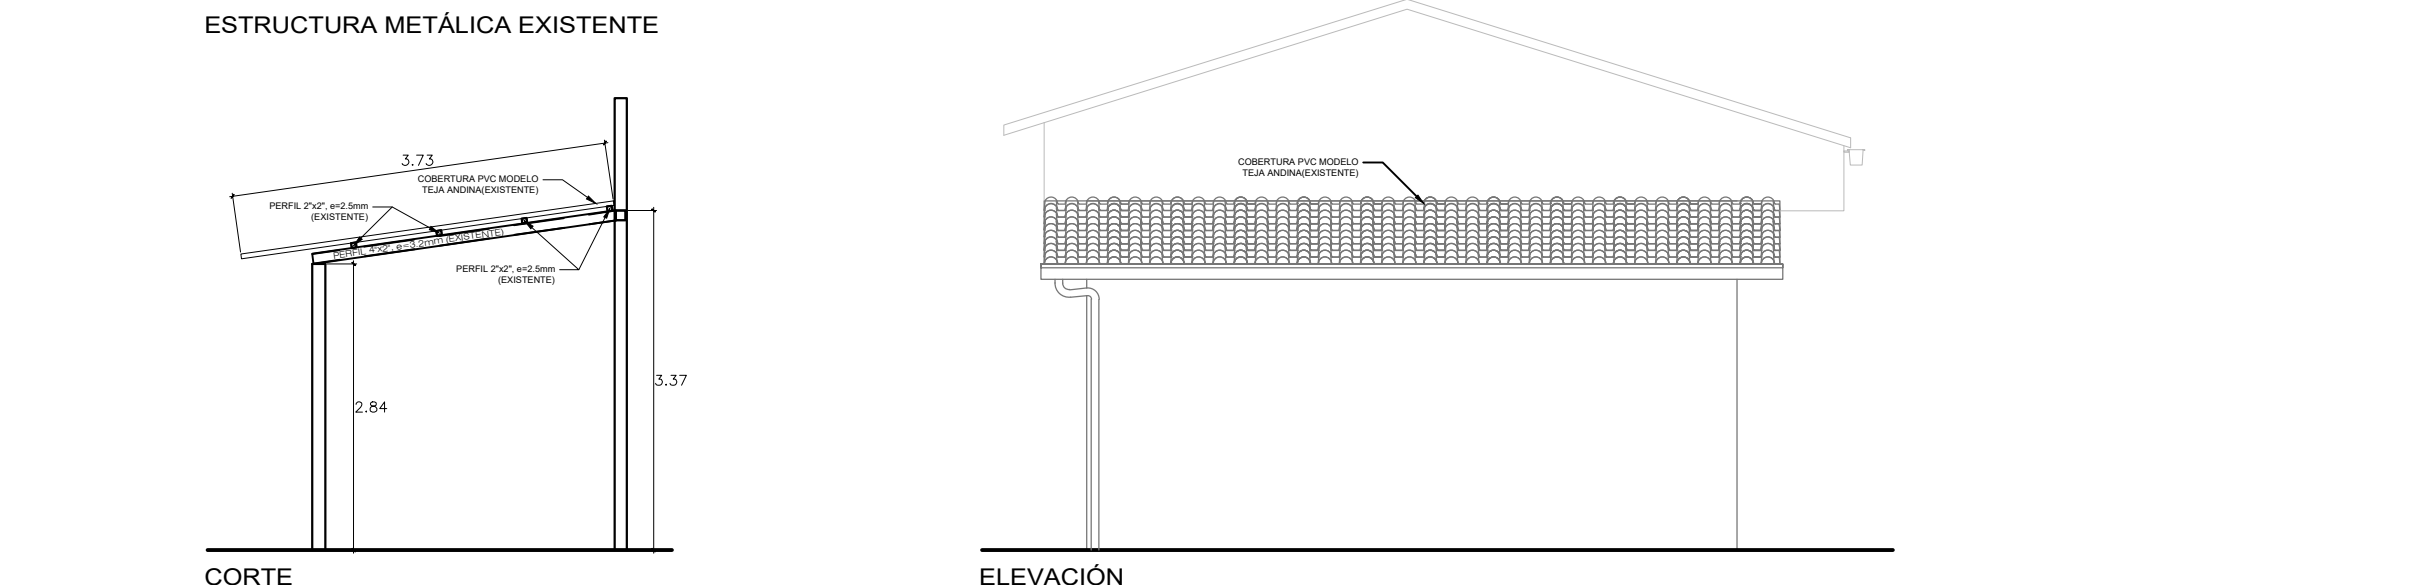 ESTRUCTURA METÁLICA EXISTENTE
3.73
COBERTURA PVC MODELO
TEJA ANDINA(EXISTENTE)
PERFIL 2"x2", e=2.5mm
(EXISTENTE)
PERFIL 4"x2", e=3.2mm (EXISTENTE)
PERFIL 2"x2", e=2.5mm
(EXISTENTE)
2.84
3.37
CORTE
COBERTURA PVC MODELO
TEJA ANDINA(EXISTENTE)
ELEVACIÓN